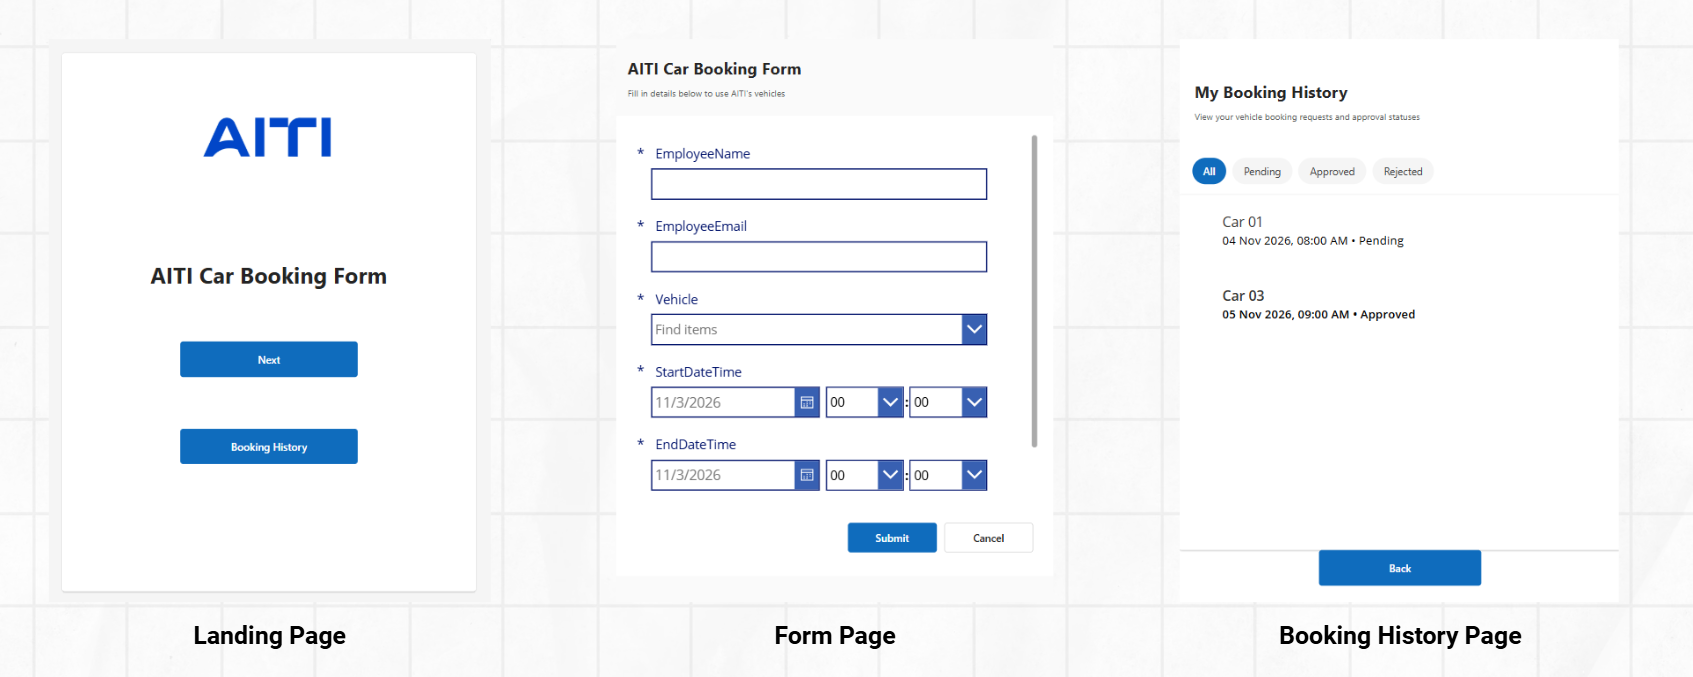 AITI
AITI Car Booking Form
Next
Booking History
Landing Page
AITI Car Booking Form
Fill in details below to use AITI's vehicles
* EmployeeName
* EmployeeEmail
* Vehicle
Find items
* StartDateTime
11/3/2026 00 : 00
* EndDateTime
11/3/2026 00 : 00
Submit Cancel
Form Page
My Booking History
View your vehicle booking requests and approval statuses
All Pending Approved Rejected
Car 01
04 Nov 2026, 08:00 AM • Pending
Car 03
05 Nov 2026, 09:00 AM • Approved
Back
Booking History Page